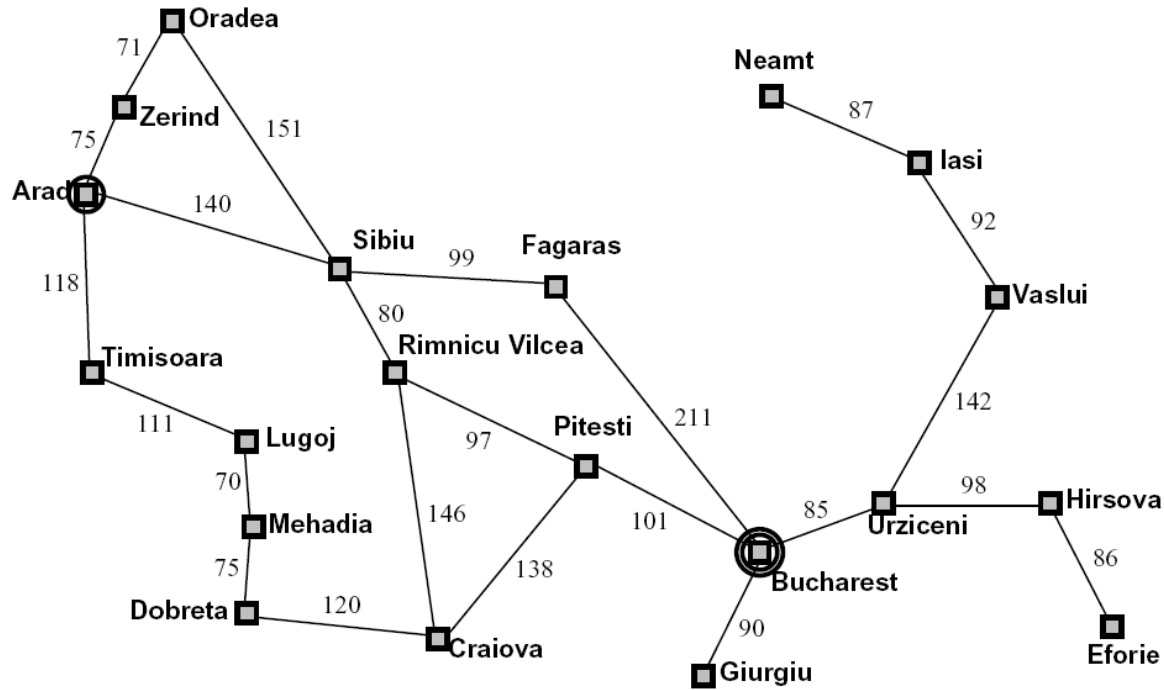 Oradea
71
Neamt
87
Zerind
75
151
Iasi
Arad
140
92
Sibiu
Fagaras
99
118
Vaslui
80
Timisoara
Rimnicu Vilcea
111
142
Lugoj
97
Pitesti
211
70
98
Hirsova
85
Urziceni
146
101
Mehadia
86
75
138
Bucharest
Dobreta
120
90
Craiova
Eforie
Giurgiu